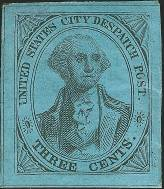 UNITED STATES CITY DESPATCH POST.
THREE CENTS.